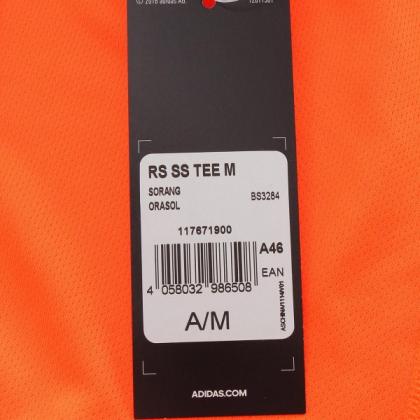 RS SS TEE M
SORANG
ORASOL
BS3284
117671900
A46
EAN
4 058032 986508
A/M
ADIDAS.COM